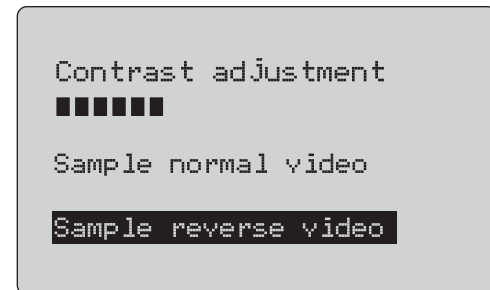 Contrast adjustment
Sample normal video
Sample reverse video